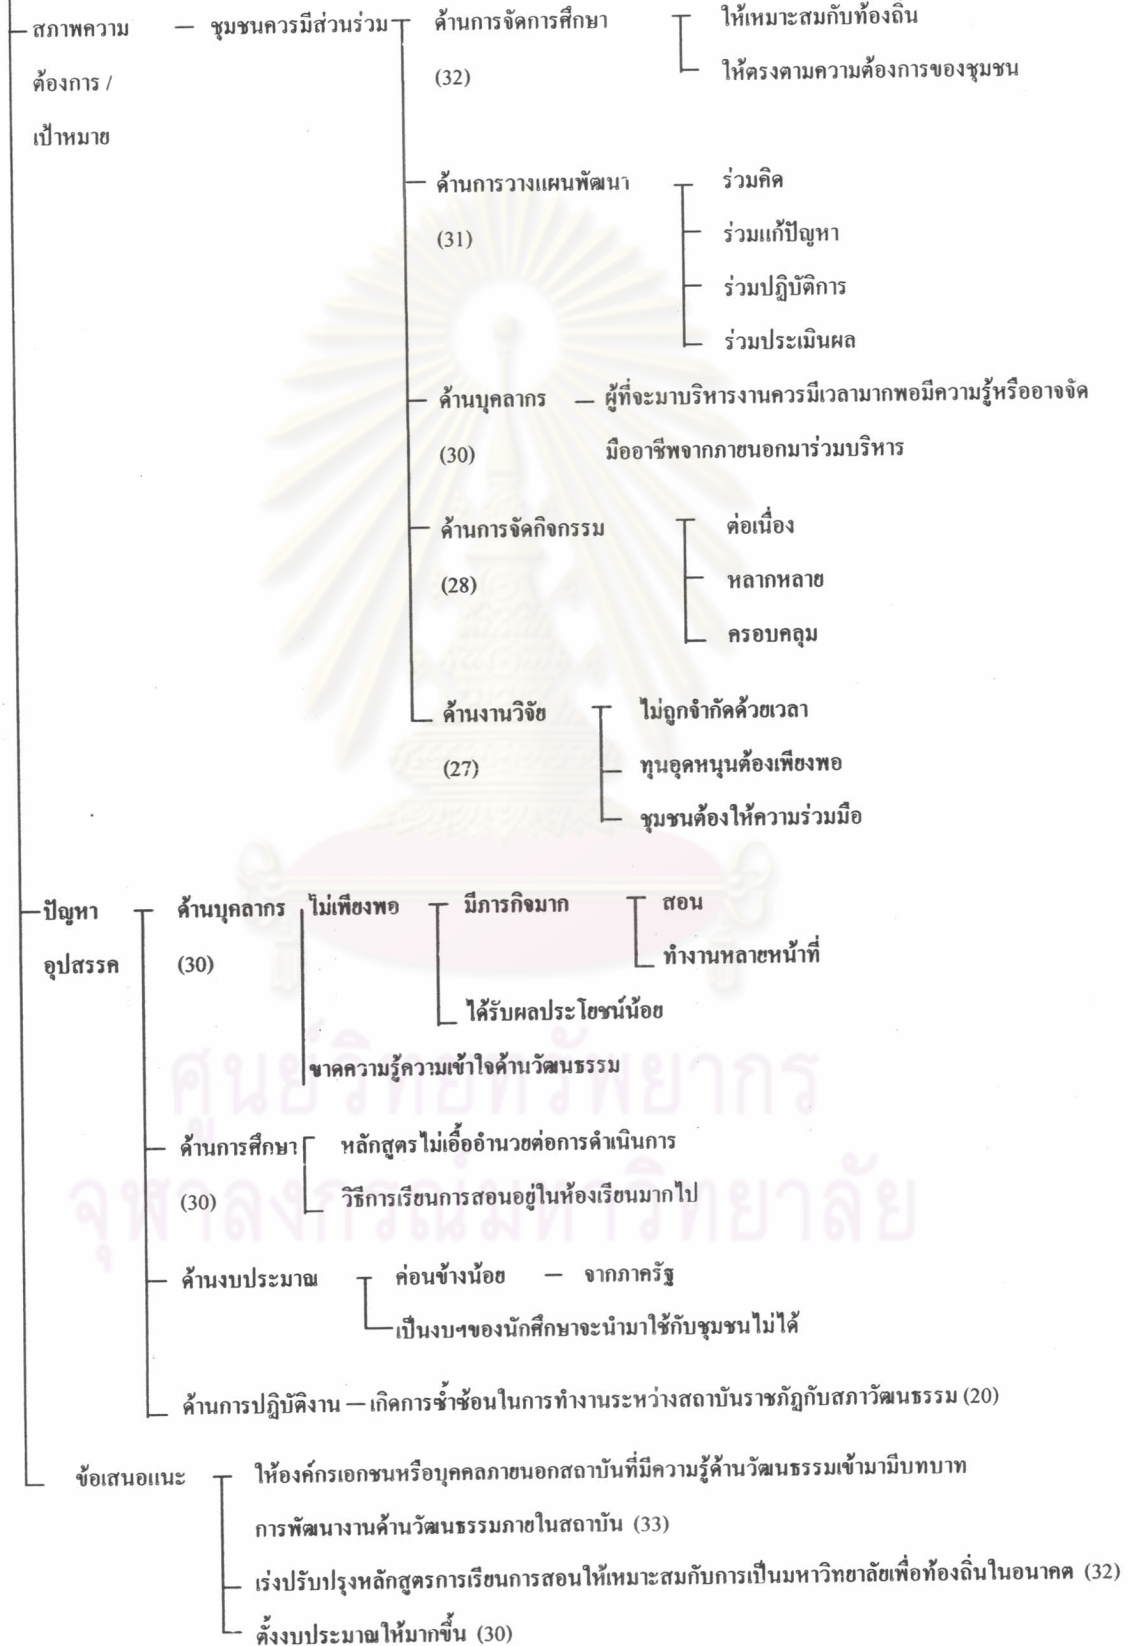 สภาพความ — ชุมชนควรมีส่วนร่วม ด้านการจัดการศึกษา ให้เหมาะสมกับท้องถิ่น
ต้องการ / (32) ให้ตรงตามความต้องการของชุมชน
เป้าหมาย
ด้านการวางแผนพัฒนา ร่วมคิด
(31) ร่วมแก้ปัญหา
ร่วมปฏิบัติการ
ร่วมประเมินผล
ด้านบุคลากร — ผู้ที่จะมาบริหารงานควรมีเวลามากพอมีความรู้หรืออาจจัด
(30) มืออาชีพจากภายนอกมาร่วมบริหาร
ด้านการจัดกิจกรรม ต่อเนื่อง
(28) หลากหลาย
ครอบคลุม
ด้านงานวิจัย ไม่ถูกจำกัดด้วยเวลา
(27) ทุนอุดหนุนต้องเพียงพอ
ชุมชนต้องให้ความร่วมมือ
ปัญหา ด้านบุคลากร ไม่เพียงพอ มีภารกิจมาก สอน
อุปสรรค (30) ทำงานหลายหน้าที่
ได้รับผลประโยชน์น้อย
ขาดความรู้ความเข้าใจด้านวัฒนธรรม
ศูนย์วิทยทรัพยากร
ด้านการศึกษา หลักสูตรไม่เอื้ออำนวยต่อการดำเนินการ
(30) วิธีการเรียนการสอนอยู่ในห้องเรียนมากไป
จุฬาลงกรณ์มหาวิทยาลัย
ด้านงบประมาณ ค่อนข้างน้อย — จากภาครัฐ
เป็นงบฯของนักศึกษาจะนำมาใช้กับชุมชนไม่ได้
ด้านการปฏิบัติงาน — เกิดการซ้ำซ้อนในการทำงานระหว่างสถาบันราชภัฏกับสภาวัฒนธรรม (20)
ข้อเสนอแนะ ให้องค์กรเอกชนหรือบุคคลภายนอกสถาบันที่มีความรู้ด้านวัฒนธรรมเข้ามามีบทบาท
การพัฒนางานด้านวัฒนธรรมภายในสถาบัน (33)
เร่งปรับปรุงหลักสูตรการเรียนการสอนให้เหมาะสมกับการเป็นมหาวิทยาลัยเพื่อท้องถิ่นในอนาคต (32)
ตั้งงบประมาณให้มากขึ้น (30)